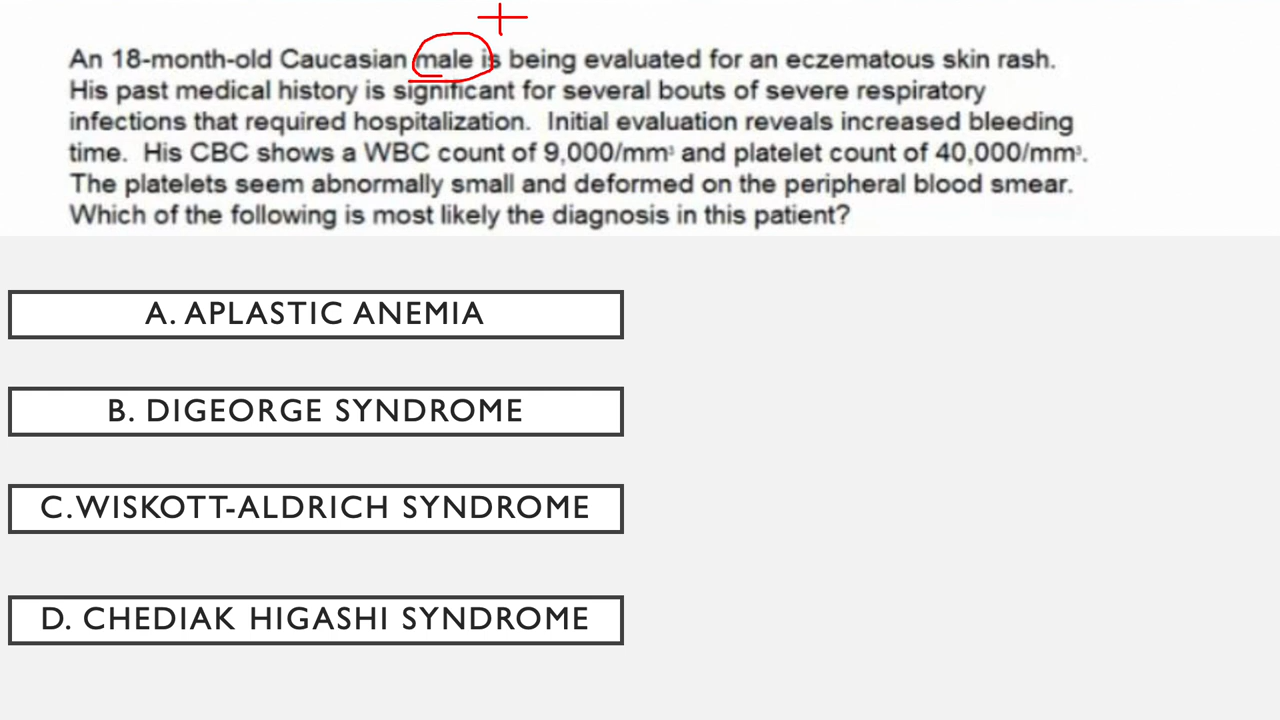 An 18-month-old Caucasian male is being evaluated for an eczematous skin rash.
His past medical history is significant for several bouts of severe respiratory
infections that required hospitalization. Initial evaluation reveals increased bleeding
time. His CBC shows a WBC count of 9,000/mm³ and platelet count of 40,000/mm³.
The platelets seem abnormally small and deformed on the peripheral blood smear.
Which of the following is most likely the diagnosis in this patient?
A. APLASTIC ANEMIA
B. DIGEORGE SYNDROME
C. WISKOTT-ALDRICH SYNDROME
D. CHEDIAK HIGASHI SYNDROME